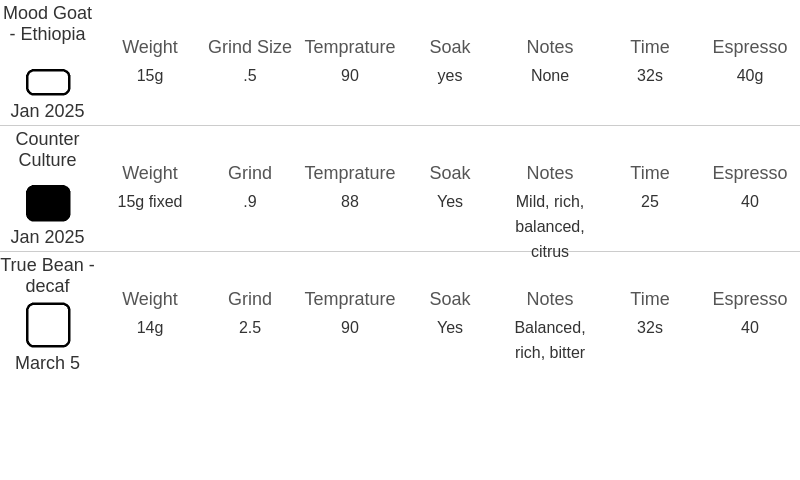 Mood Goat
- Ethiopia
Weight Grind Size Temprature Soak Notes Time Espresso
15g .5 90 yes None 32s 40g
Jan 2025
Counter
Culture
Weight Grind Temprature Soak Notes Time Espresso
15g fixed .9 88 Yes Mild, rich, 25 40
balanced,
Jan 2025
citrus
True Bean -
decaf
Weight Grind Temprature Soak Notes Time Espresso
14g 2.5 90 Yes Balanced, 32s 40
rich, bitter
March 5